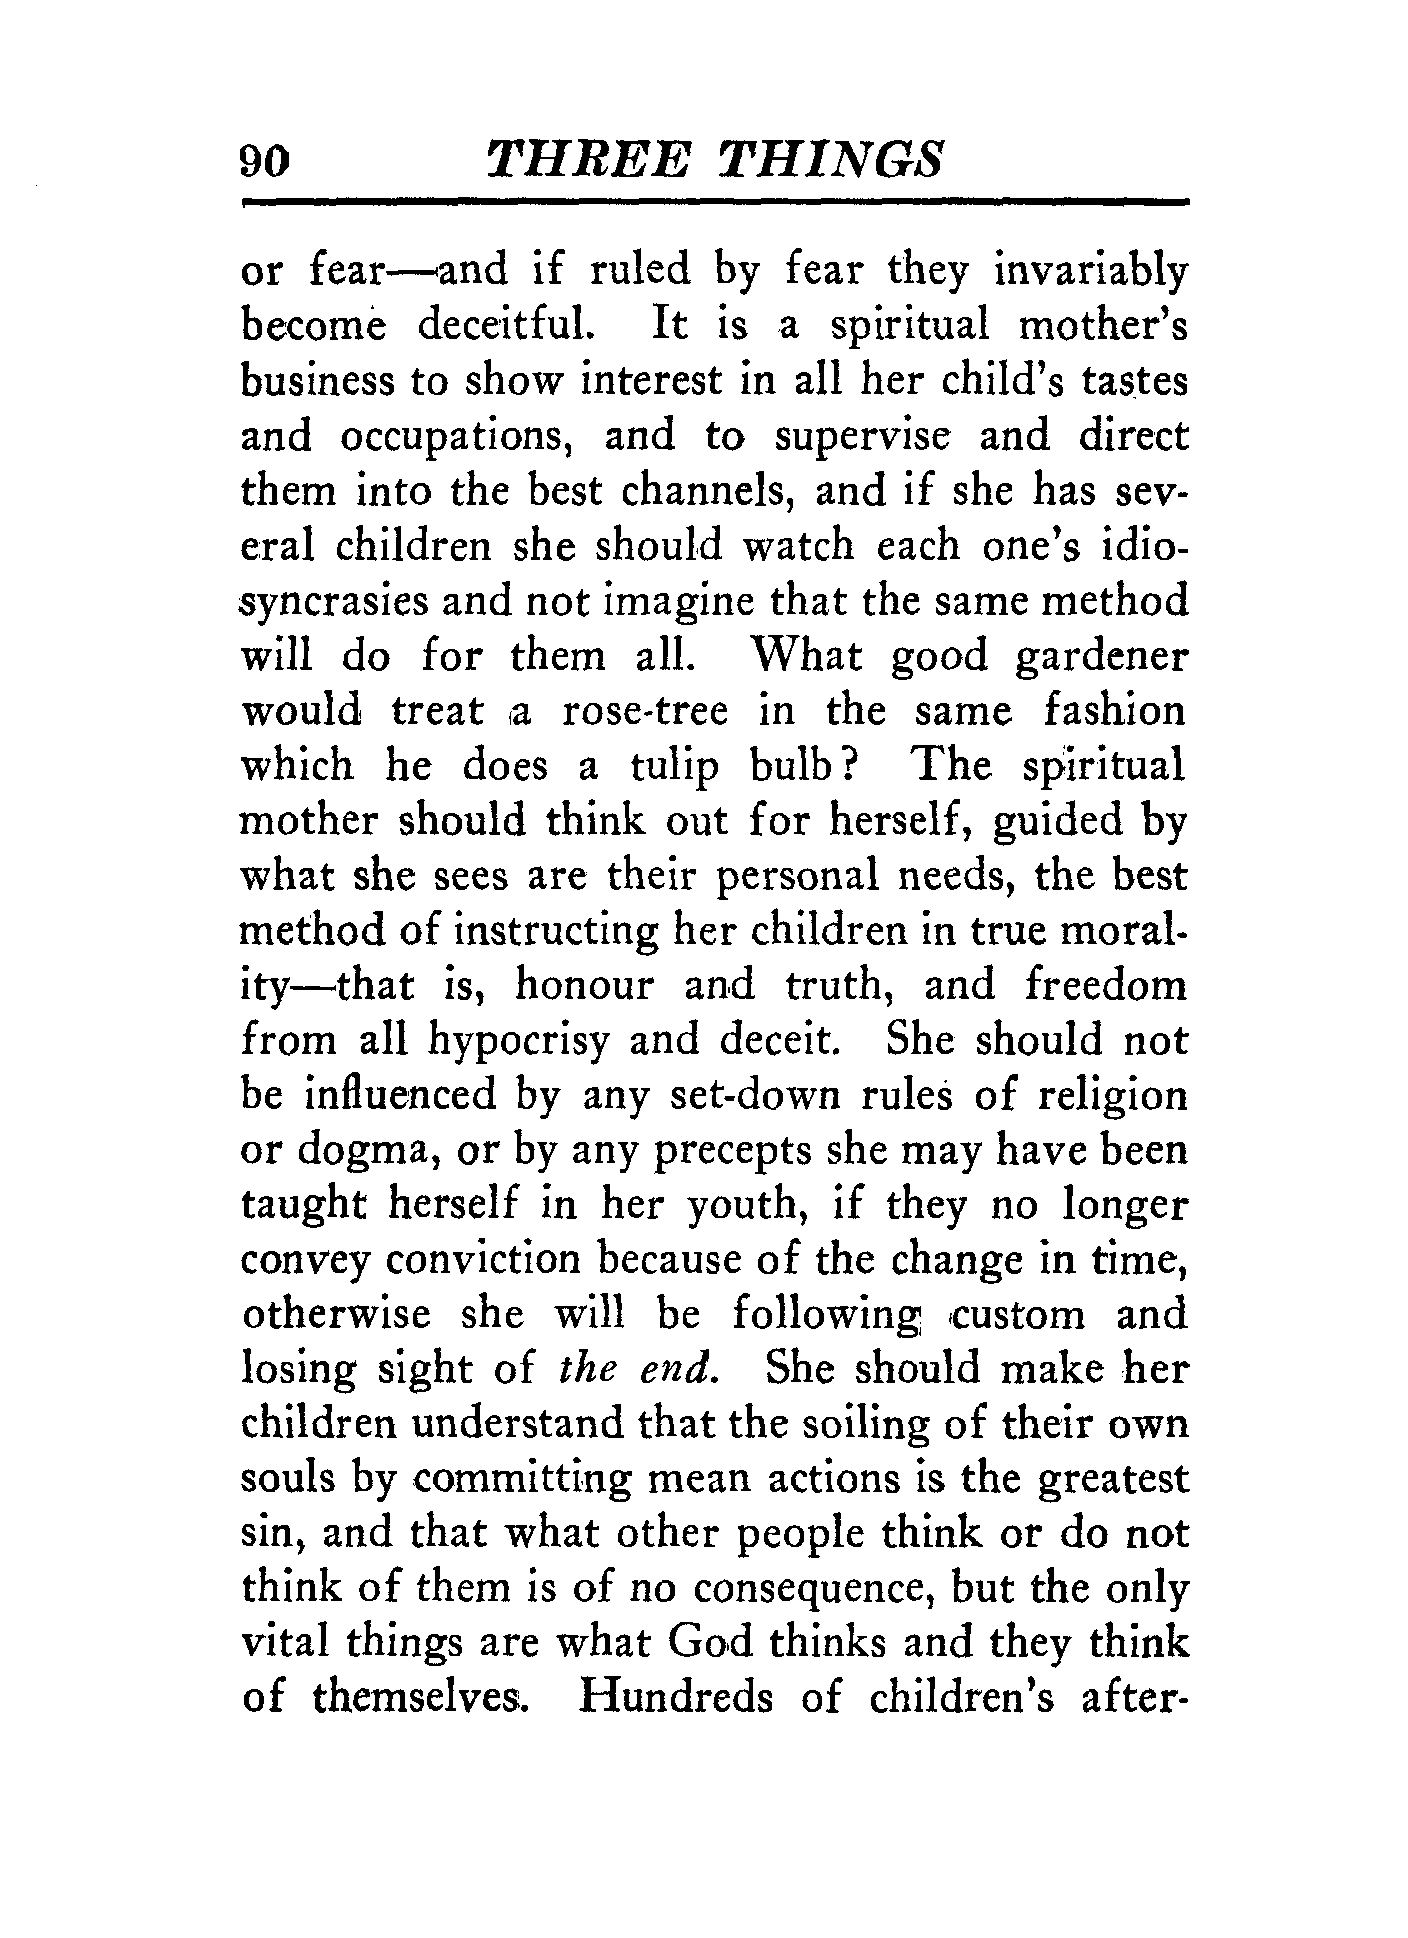 90 THREE THINGS
or fear—and if ruled by fear they invariably
become deceitful. It is a spiritual mother's
business to show interest in all her child's tastes
and occupations, and to supervise and direct
them into the best channels, and if she has sev-
eral children she should watch each one's idio-
syncrasies and not imagine that the same method
will do for them all. What good gardener
would treat a rose-tree in the same fashion
which he does a tulip bulb? The spiritual
mother should think out for herself, guided by
what she sees are their personal needs, the best
method of instructing her children in true moral-
ity—that is, honour and truth, and freedom
from all hypocrisy and deceit. She should not
be influenced by any set-down rules of religion
or dogma, or by any precepts she may have been
taught herself in her youth, if they no longer
convey conviction because of the change in time,
otherwise she will be following custom and
losing sight of the end. She should make her
children understand that the soiling of their own
souls by committing mean actions is the greatest
sin, and that what other people think or do not
think of them is of no consequence, but the only
vital things are what God thinks and they think
of themselves. Hundreds of children's after-